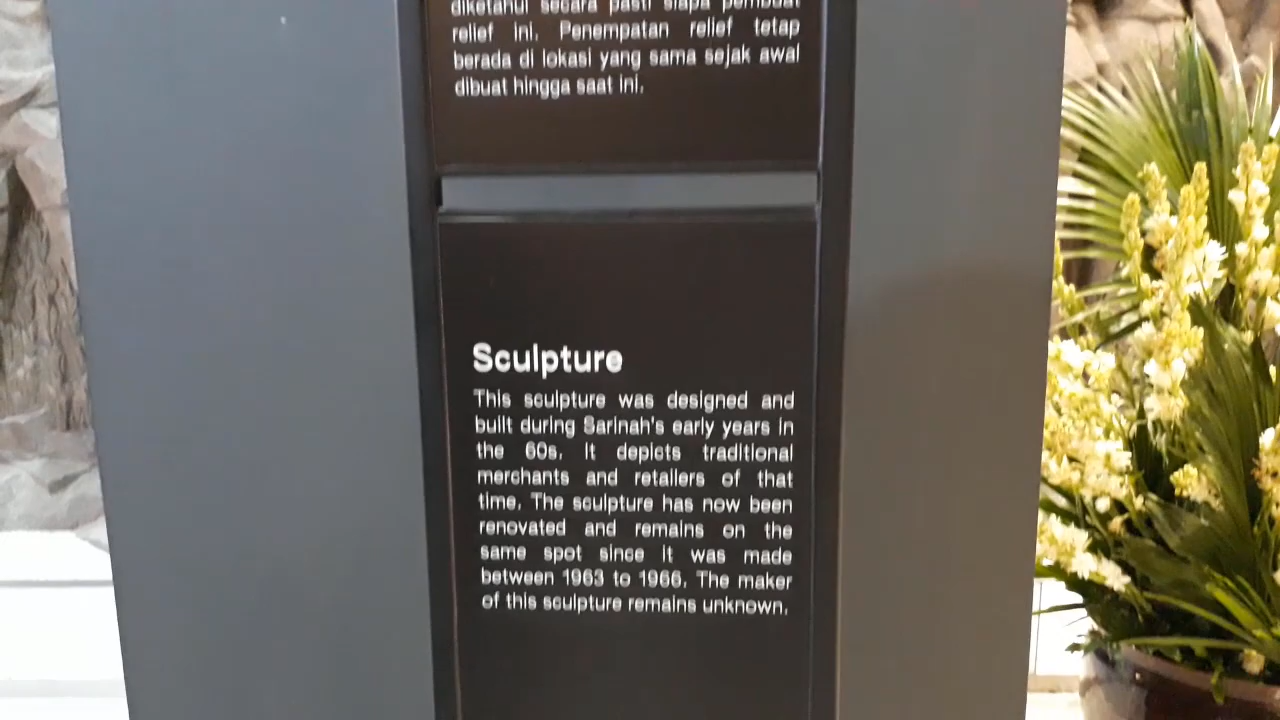 diketahui secara pasti siapa pembuat
relief ini. Penempatan relief tetap
berada di lokasi yang sama sejak awal
dibuat hingga saat ini.
Sculpture
This sculpture was designed and
built during Sarinah's early years in
the 60s. It depicts traditional
merchants and retailers of that
time. The sculpture has now been
renovated and remains on the
same spot since it was made
between 1963 to 1966. The maker
of this sculpture remains unknown.